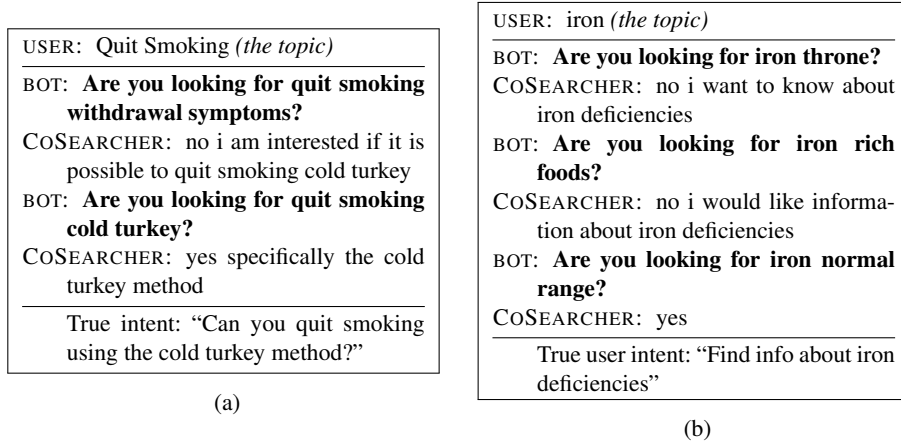 USER: Quit Smoking (the topic)
BOT: Are you looking for quit smoking
withdrawal symptoms?
COSEARCHER: no i am interested if it is
possible to quit smoking cold turkey
BOT: Are you looking for quit smoking
cold turkey?
COSEARCHER: yes specifically the cold
turkey method
True intent: “Can you quit smoking
using the cold turkey method?”
(a)
USER: iron (the topic)
BOT: Are you looking for iron throne?
COSEARCHER: no i want to know about
iron deficiencies
BOT: Are you looking for iron rich
foods?
COSEARCHER: no i would like informa-
tion about iron deficiencies
BOT: Are you looking for iron normal
range?
COSEARCHER: yes
True user intent: “Find info about iron
deficiencies”
(b)